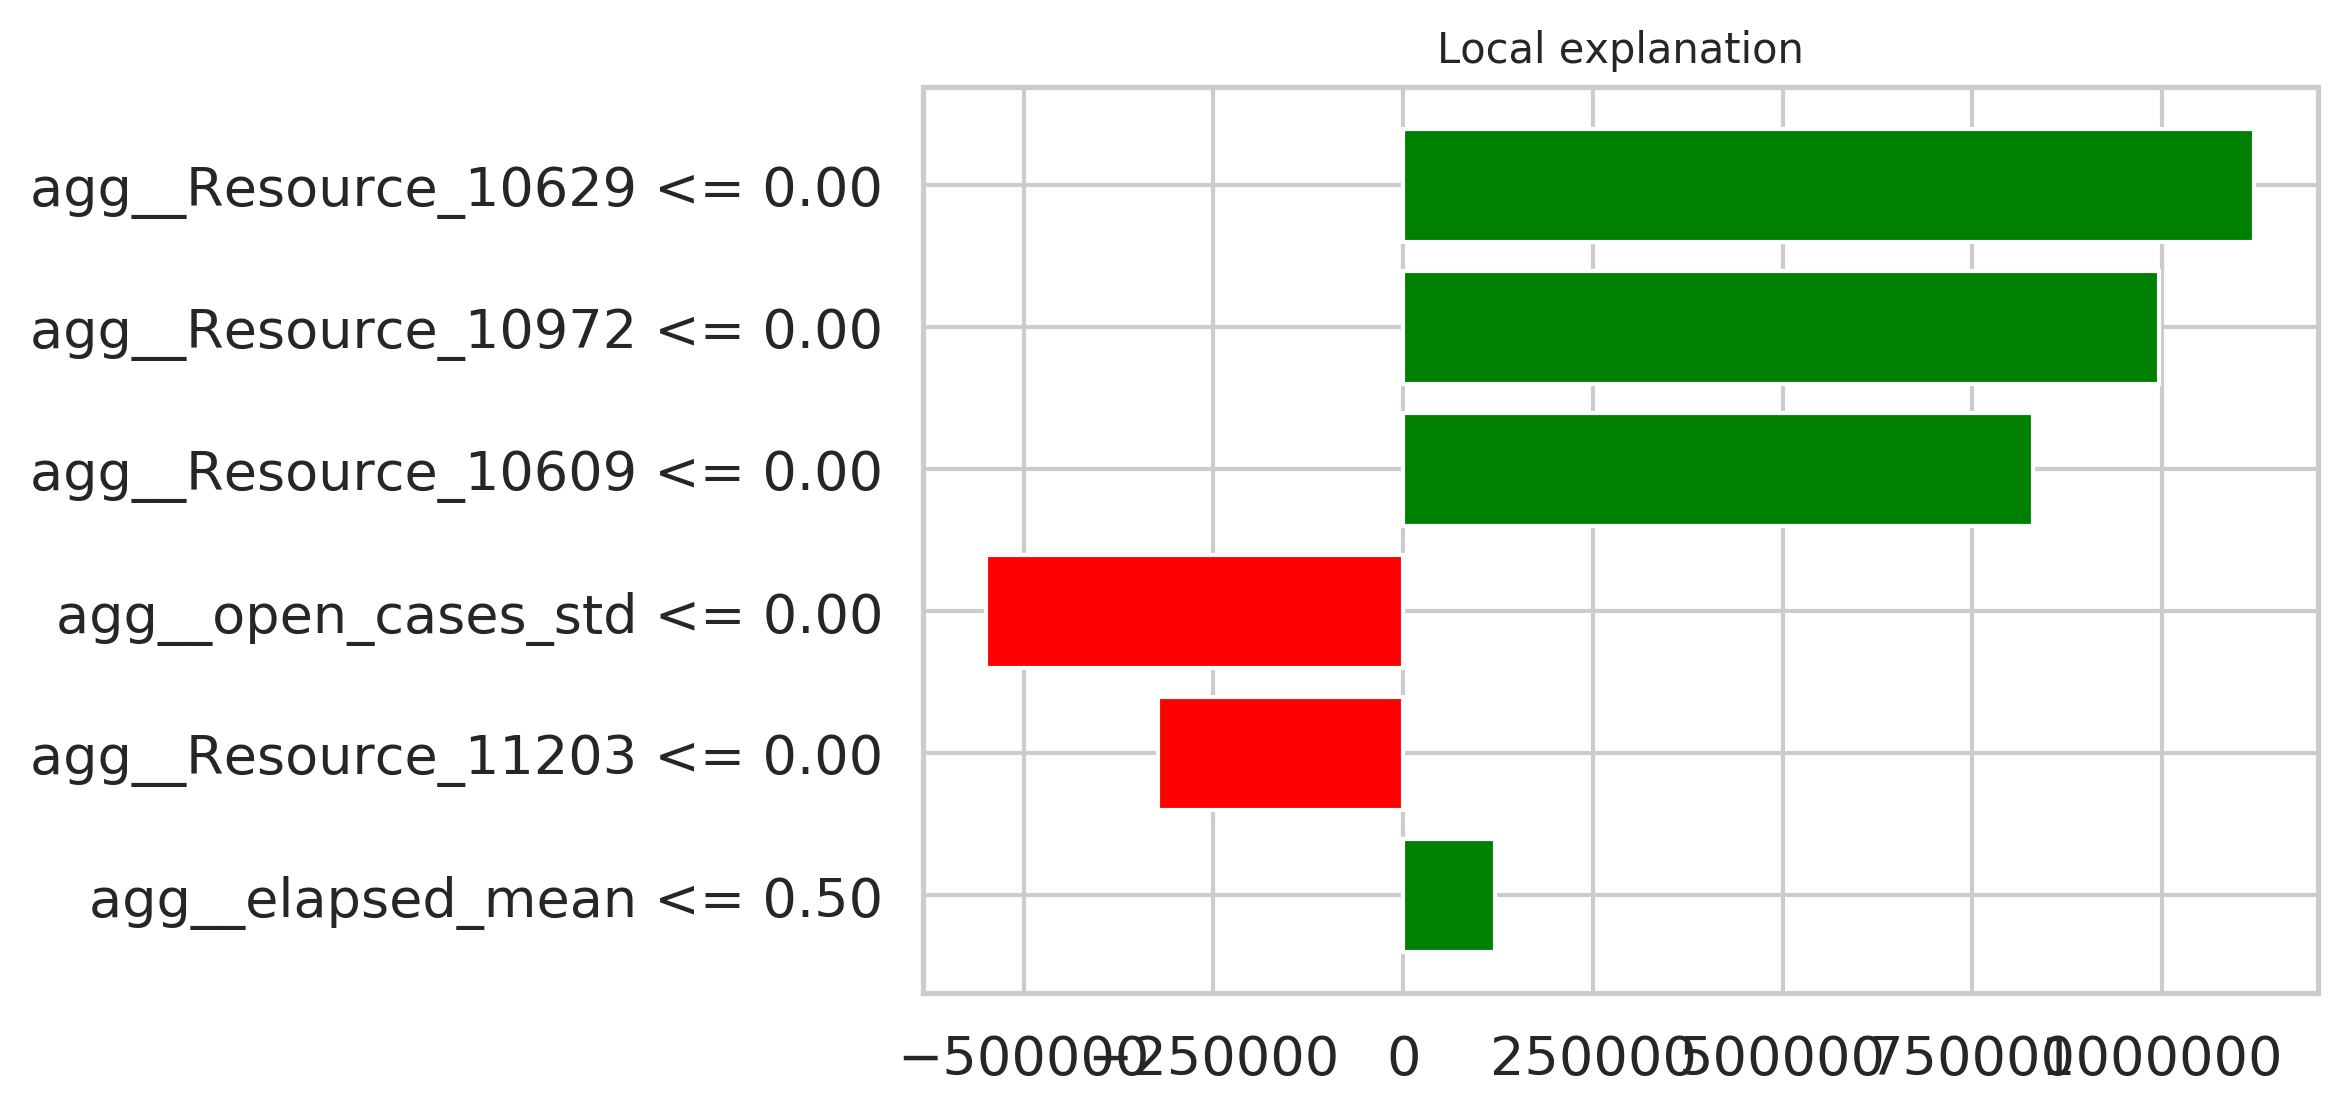 Local explanation
agg__Resource_10629 <= 0.00
agg__Resource_10972 <= 0.00
agg__Resource_10609 <= 0.00
agg__open_cases_std <= 0.00
agg__Resource_11203 <= 0.00
agg__elapsed_mean <= 0.50
−500000 −250000 0 250000 500000 750000 1000000